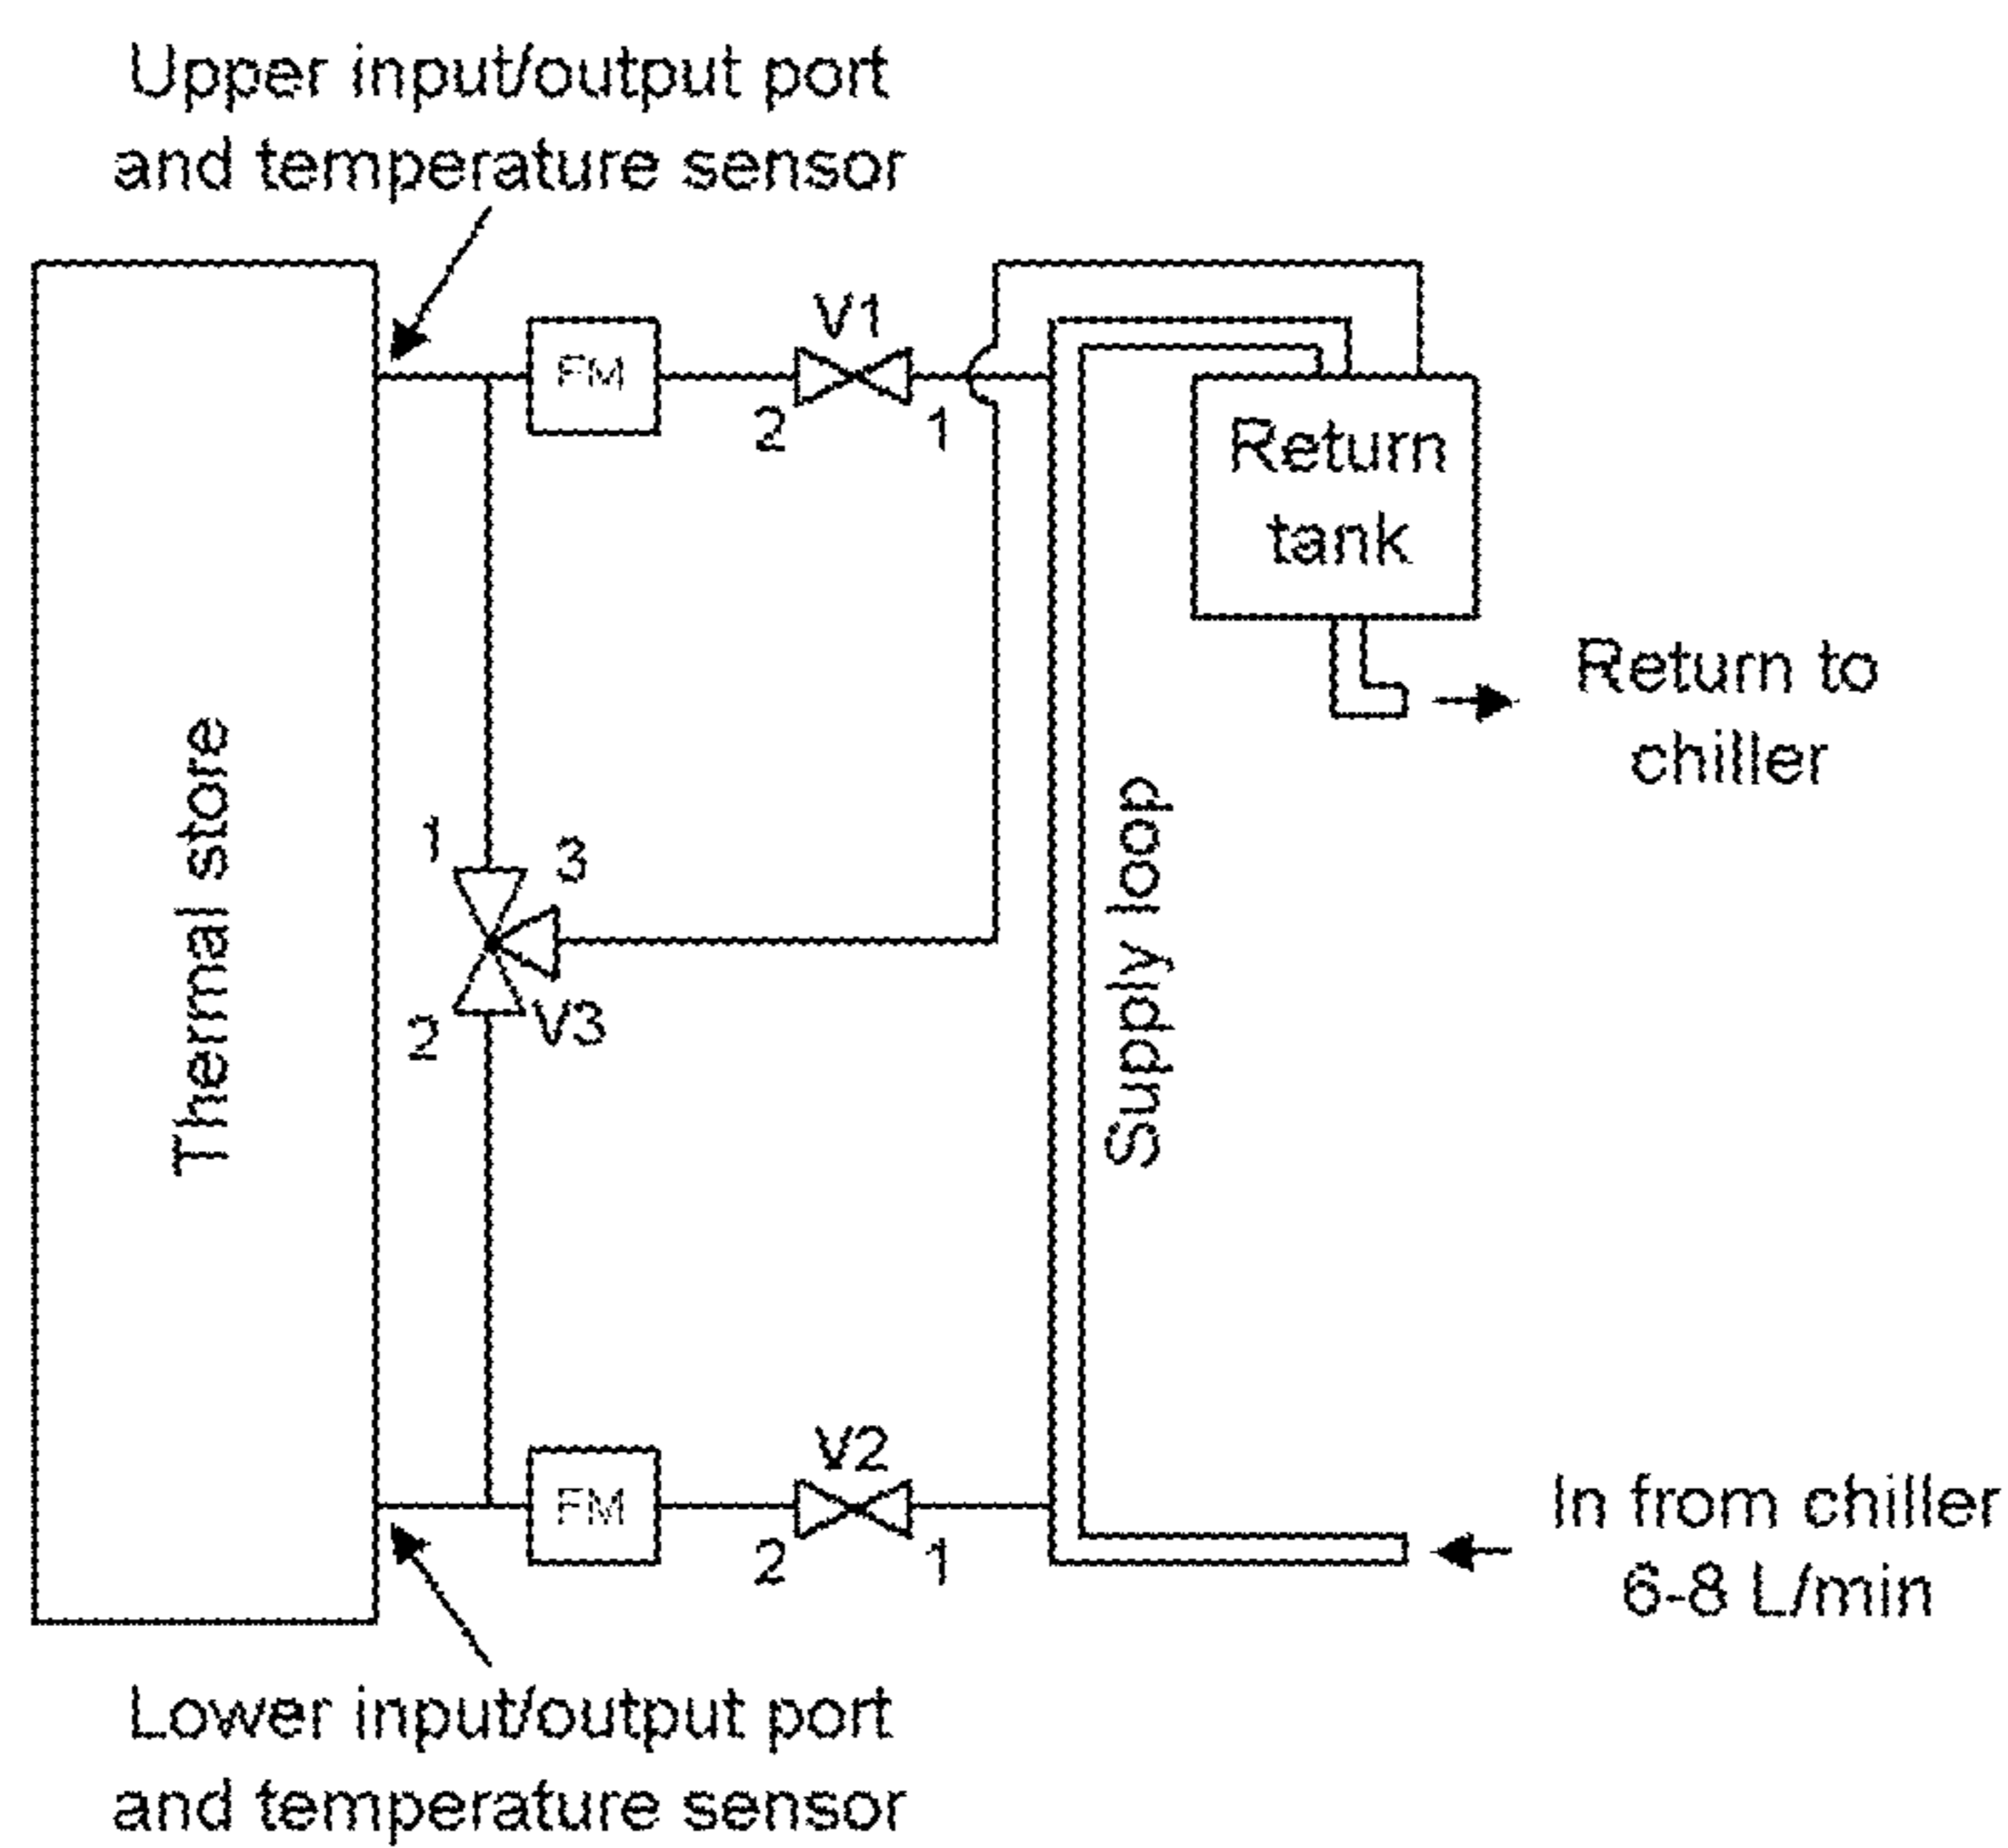 Upper input/output port
and temperature sensor
FM
V1
2
1
Return
tank
Return to
chiller
Thermal store
1
3
2
V3
Supply loop
FM
V2
2
1
In from chiller
6-8 L/min
Lower input/output port
and temperature sensor